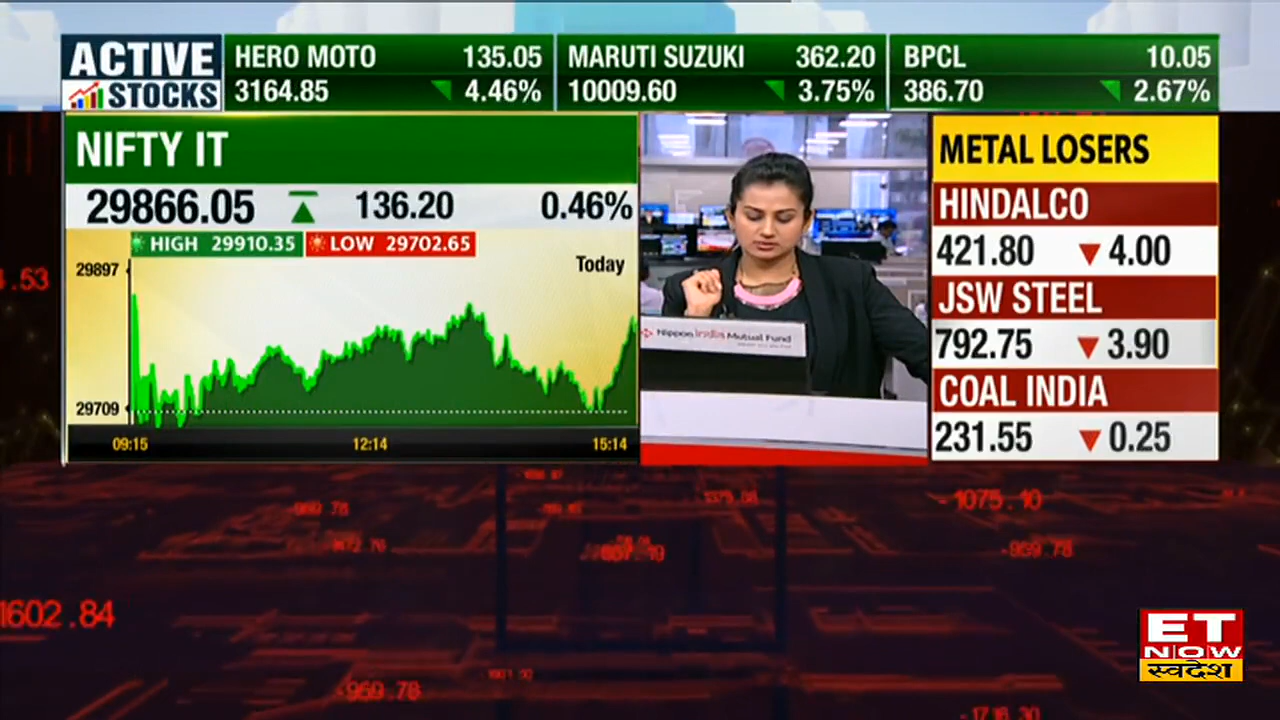 ACTIVE
STOCKS
HERO MOTO 135.05
3164.85 4.46%
MARUTI SUZUKI 362.20
10009.60 3.75%
BPCL 10.05
386.70 2.67%
NIFTY IT
29866.05 136.20 0.46%
HIGH 29910.35 LOW 29702.65
29897
Today
29709
09:15 12:14 15:14
Nippon India Mutual Fund
METAL LOSERS
HINDALCO
421.80 4.00
JSW STEEL
792.75 3.90
COAL INDIA
231.55 0.25
-1075.10
-969.78
1602.84
-969.78
ET
NOW
स्वदेश